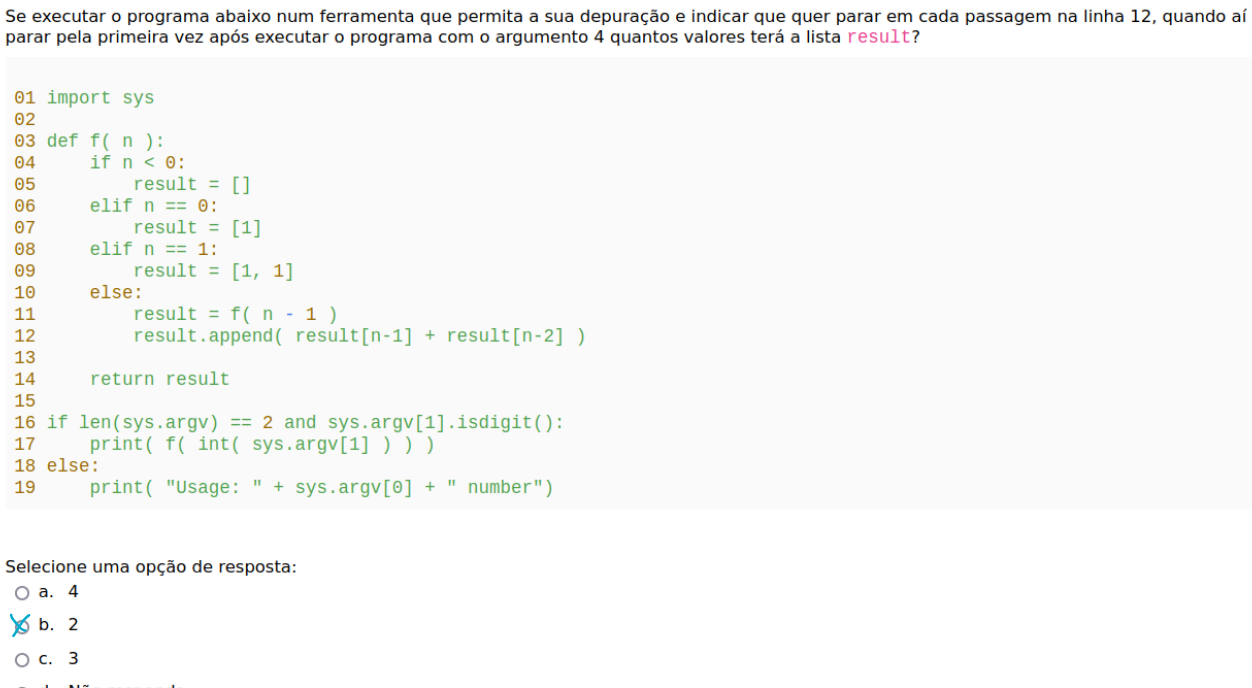 Se executar o programa abaixo num ferramenta que permita a sua depuração e indicar que quer parar em cada passagem na linha 12, quando aí
parar pela primeira vez após executar o programa com o argumento 4 quantos valores terá a lista result?
01 import sys
02
03 def f( n ):
04     if n < 0:
05         result = []
06     elif n == 0:
07         result = [1]
08     elif n == 1:
09         result = [1, 1]
10     else:
11         result = f( n - 1 )
12         result.append( result[n-1] + result[n-2] )
13
14     return result
15
16 if len(sys.argv) == 2 and sys.argv[1].isdigit():
17     print( f( int( sys.argv[1] ) ) )
18 else:
19     print( "Usage: " + sys.argv[0] + " number")
Selecione uma opção de resposta:
a. 4
b. 2
c. 3